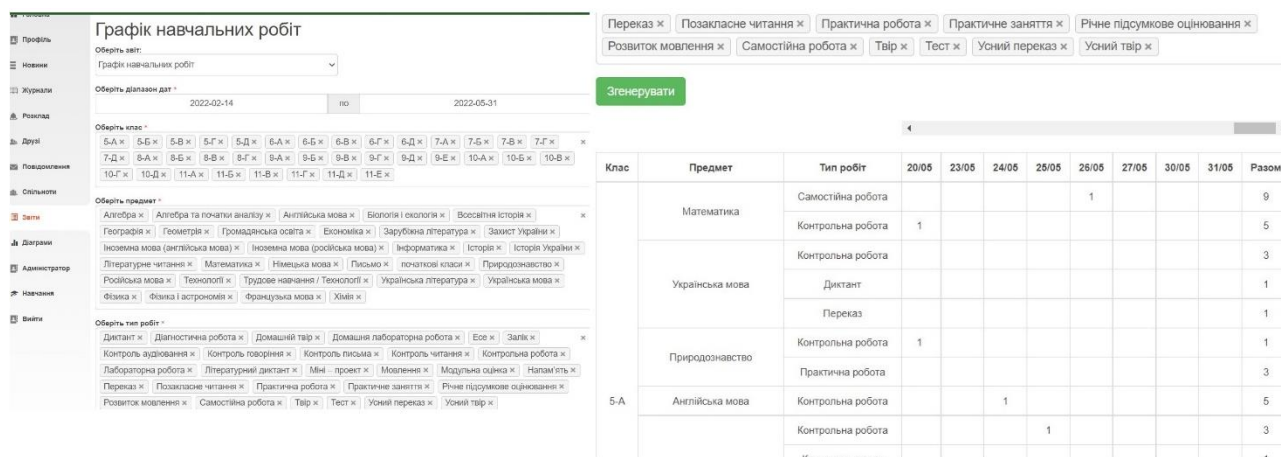 Профіль
Новини
Журнали
Розклад
Друзі
Повідомлення
Спільноти
Звіти
Діаграми
Адміністратор
Навчання
Вийти
Графік навчальних робіт
Оберіть звіт:
Графік навчальних робіт
Оберіть діапазон дат *
2022-02-14 по 2022-05-31
Оберіть клас *
5-А × 5-Б × 5-В × 5-Г × 5-Д × 6-А × 6-Б × 6-В × 6-Г × 6-Д × 7-А × 7-Б × 7-В × 7-Г × ×
7-Д × 8-А × 8-Б × 8-В × 8-Г × 9-А × 9-Б × 9-В × 9-Г × 9-Д × 9-Е × 10-А × 10-Б × 10-В ×
10-Г × 10-Д × 11-А × 11-Б × 11-В × 11-Г × 11-Д × 11-Е ×
Оберіть предмет *
Алгебра × Алгебра та початки аналізу × Англійська мова × Біологія і екологія × Всесвітня історія × ×
Географія × Геометрія × Громадянська освіта × Економіка × Зарубіжна література × Захист України ×
Іноземна мова (англійська мова) × Іноземна мова (російська мова) × Інформатика × Історія × Історія України ×
Літературне читання × Математика × Німецька мова × Письмо × початкові класи × Природознавство ×
Російська мова × Технології × Трудове навчання / Технології × Українська література × Українська мова ×
Фізика × Фізика і астрономія × Французька мова × Хімія ×
Оберіть тип робіт *
Диктант × Діагностична робота × Домашній твір × Домашня лабораторна робота × Есе × Залік × ×
Контроль аудіювання × Контроль говоріння × Контроль письма × Контроль читання × Контрольна робота ×
Лабораторна робота × Літературний диктант × Міні – проект × Мовлення × Модульна оцінка × Напам'ять ×
Переказ × Позакласне читання × Практична робота × Практичне заняття × Річне підсумкове оцінювання ×
Розвиток мовлення × Самостійна робота × Твір × Тест × Усний переказ × Усний твір ×
Переказ × Позакласне читання × Практична робота × Практичне заняття × Річне підсумкове оцінювання ×
Розвиток мовлення × Самостійна робота × Твір × Тест × Усний переказ × Усний твір ×
Згенерувати
Клас Предмет Тип робіт 20/05 23/05 24/05 25/05 26/05 27/05 30/05 31/05 Разом
Математика Самостійна робота 1 9
Контрольна робота 1 5
Українська мова Контрольна робота 3
Диктант 1
Переказ 1
Природознавство Контрольна робота 1 1
Практична робота 3
5-А Англійська мова Контрольна робота 1 5
Контрольна робота 1 3